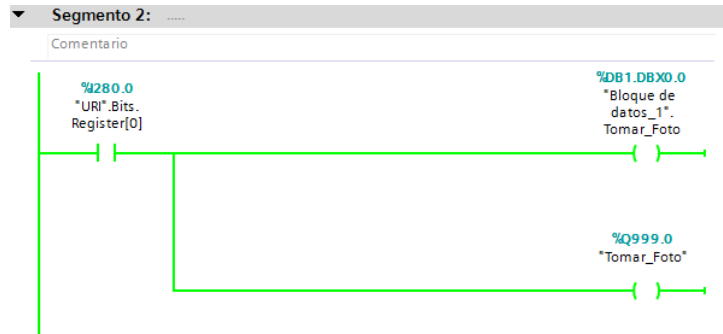 Segmento 2: .....
Comentario
%I280.0
"URI".Bits.
Register[0]
%DB1.DBX0.0
"Bloque de
datos_1".
Tomar_Foto
%Q999.0
"Tomar_Foto"